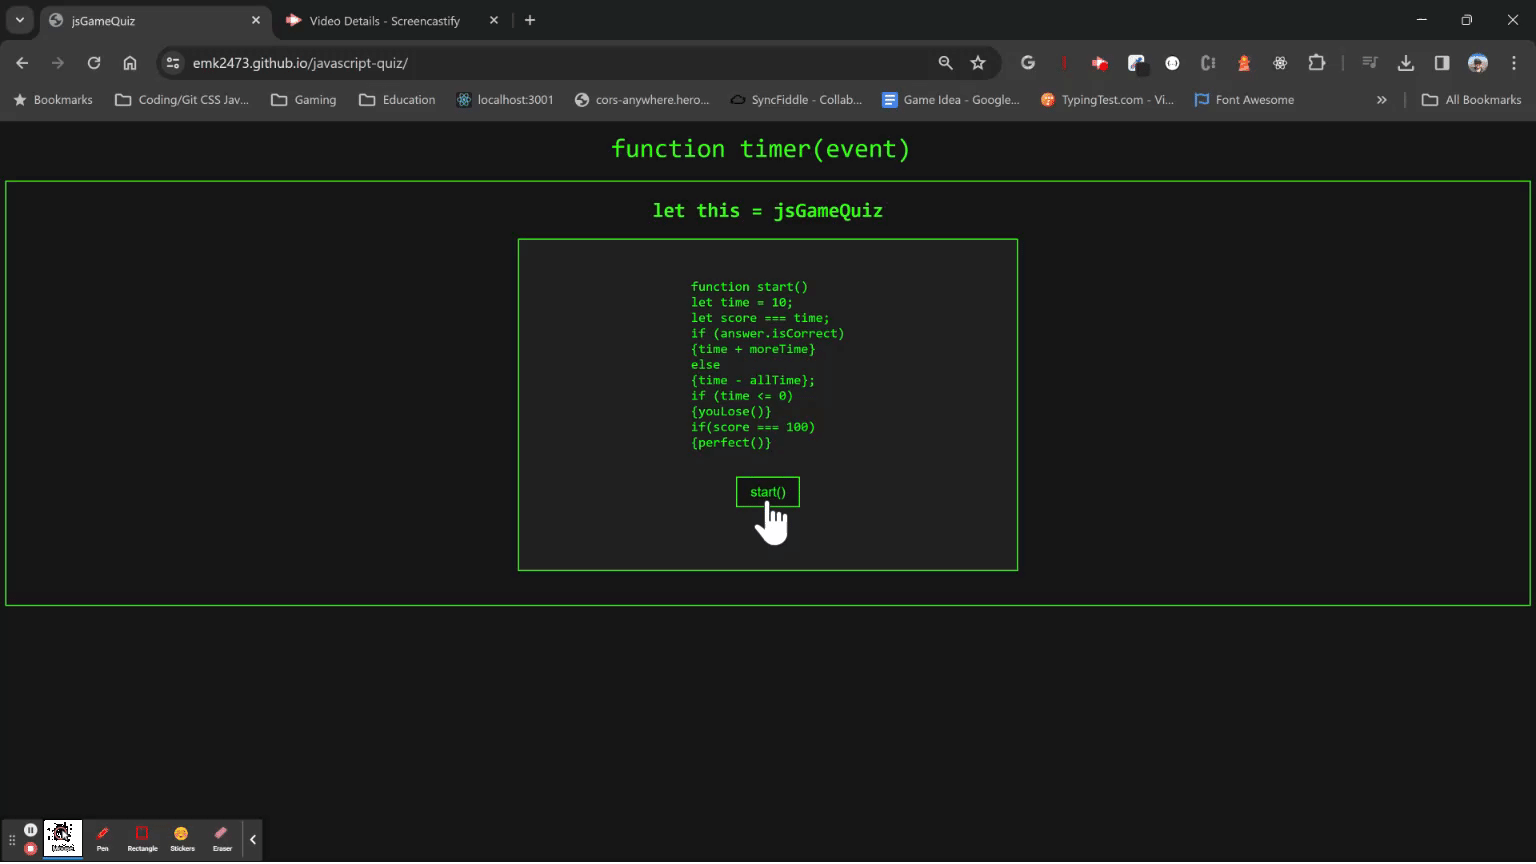 jsGameQuiz
Video Details - Screencastify
emk2473.github.io/javascript-quiz/
Bookmarks
Coding/Git CSS Jav...
Gaming
Education
localhost:3001
cors-anywhere.hero...
SyncFiddle - Collab...
Game Idea - Google...
TypingTest.com - Vi...
Font Awesome
All Bookmarks
function timer(event)
let this = jsGameQuiz
function start()
let time = 10;
let score === time;
if (answer.isCorrect)
{time + moreTime}
else
{time - allTime};
if (time <= 0)
{youLose()}
if(score === 100)
{perfect()}
start()
Pen
Rectangle
Stickers
Eraser